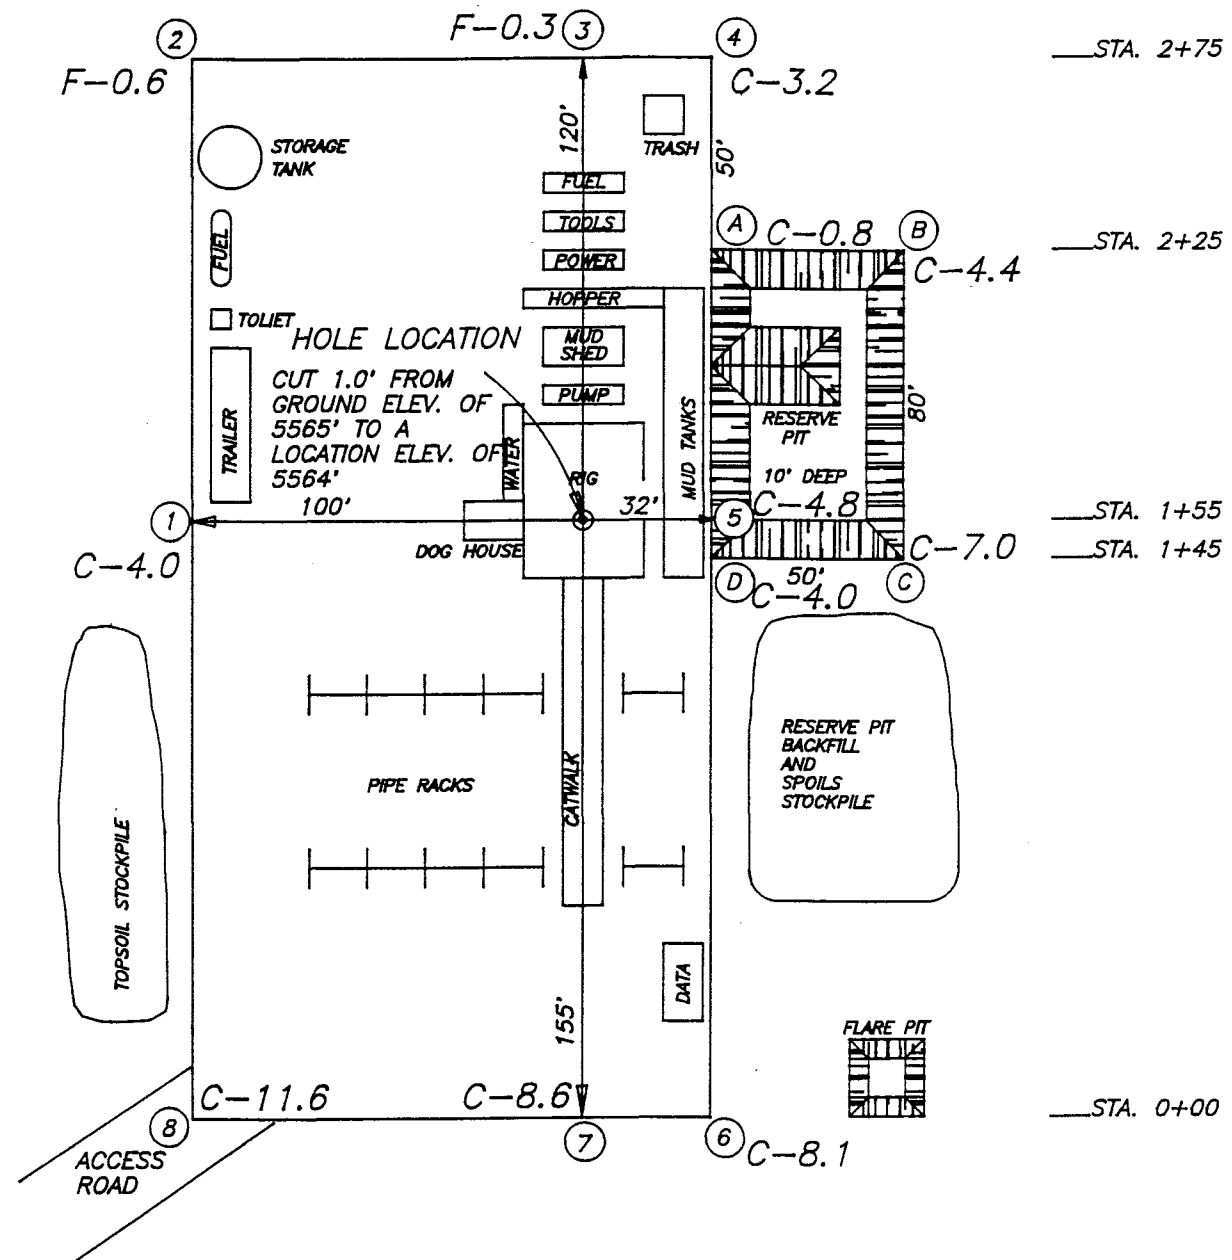 2
F-0.3
3
4
STA. 2+75
F-0.6
C-3.2
120'
STORAGE
TANK
TRASH
50'
FUEL
TOOLS
POWER
HOPPER
FUEL
A
C-0.8
B
STA. 2+25
C-4.4
TOLIET
HOLE LOCATION
CUT 1.0' FROM
GROUND ELEV. OF
5565' TO A
LOCATION ELEV. OF
5564'
MUD
SHED
PUMP
TRAILER
WATER
RIG
MUD TANKS
RESERVE
PIT
10' DEEP
80'
1
100'
32'
5
C-4.8
STA. 1+55
C-4.0
DOG HOUSE
C-7.0
STA. 1+45
D
50'
C-4.0
C
TOPSOIL STOCKPILE
PIPE RACKS
CATWALK
RESERVE PIT
BACKFILL
AND
SPOILS
STOCKPILE
155'
DATA
FLARE PIT
C-11.6
C-8.6
STA. 0+00
8
7
6
C-8.1
ACCESS
ROAD